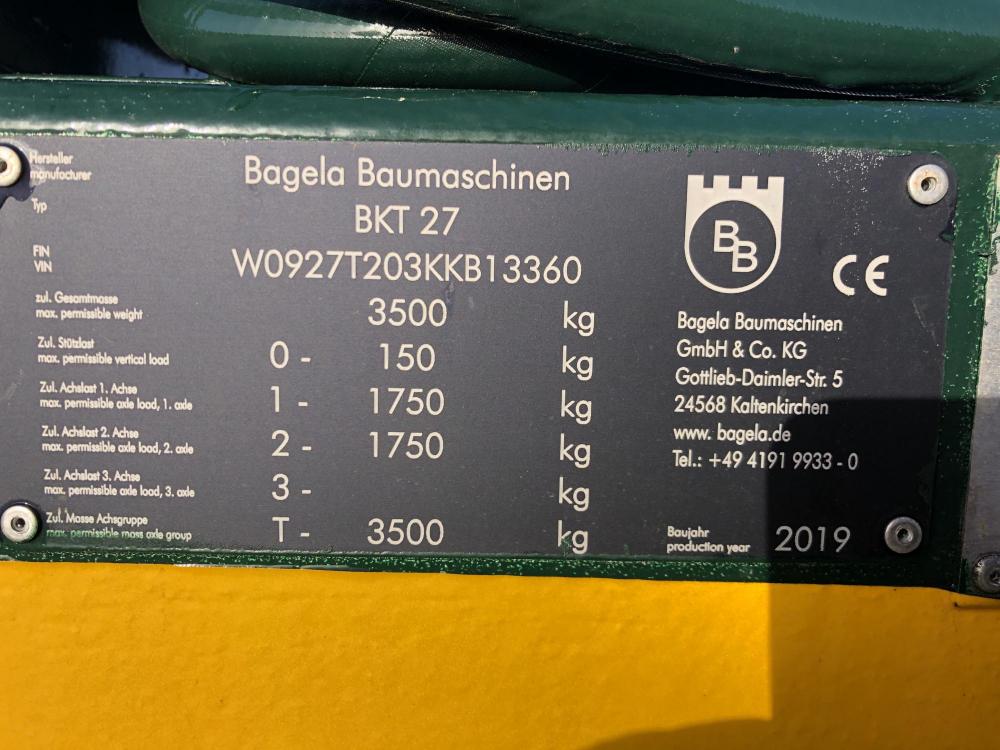 Hersteller
manufacturer
Bagela Baumaschinen
Typ
BKT 27
FIN
VIN
W0927T203KKB13360
zul. Gesamtmasse
max. permissible weight
3500 kg
Zul. Stützlast
max. permissible vertical load
0 - 150 kg
Zul. Achslast 1. Achse
max. permissible axle load, 1. axle
1 - 1750 kg
Zul. Achslast 2. Achse
max. permissible axle load, 2. axle
2 - 1750 kg
Zul. Achslast 3. Achse
max. permissible axle load, 3. axle
3 - kg
Zul. Masse Achsgruppe
max. permissible mass axle group
T - 3500 kg
BB
CE
Bagela Baumaschinen
GmbH & Co. KG
Gottlieb-Daimler-Str. 5
24568 Kaltenkirchen
www. bagela.de
Tel.: +49 4191 9933 - 0
Baujahr
production year
2019